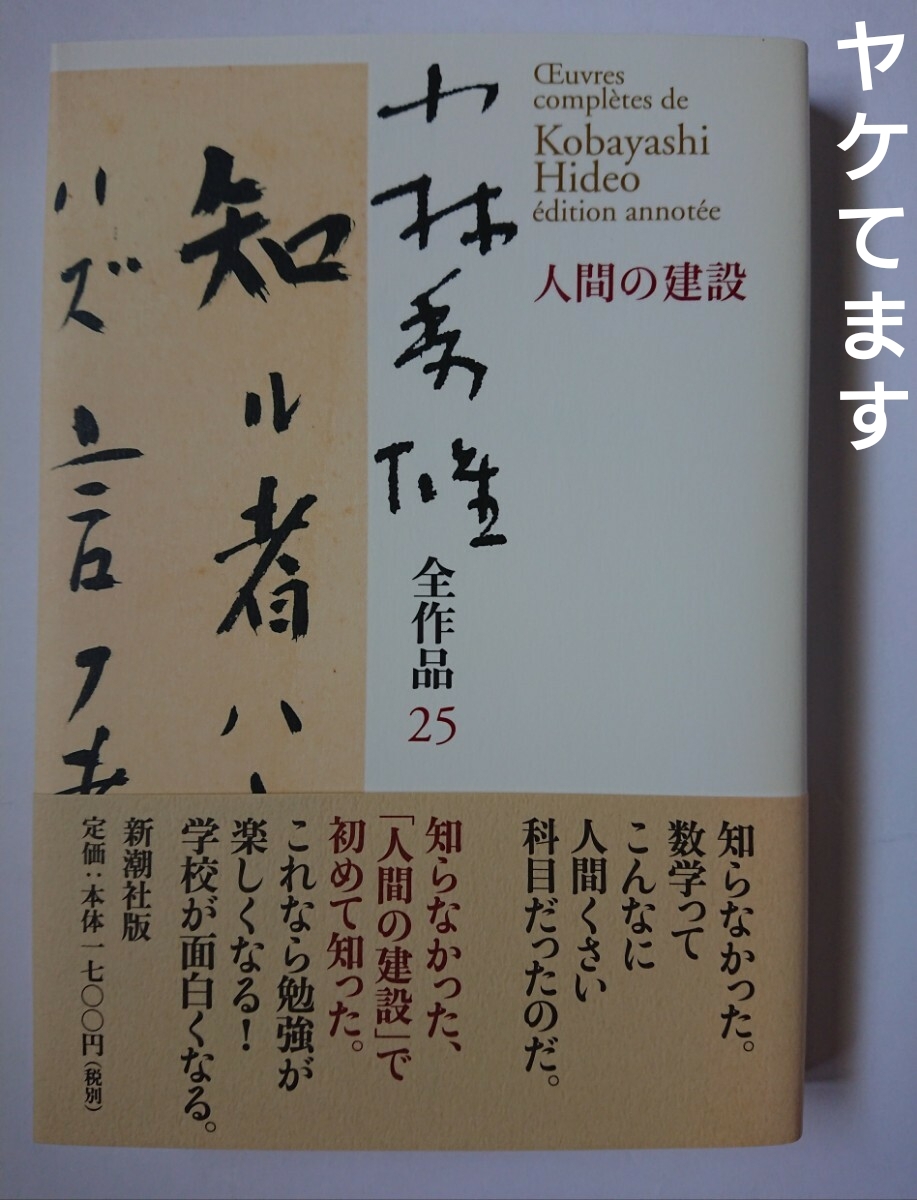 ヤケてます
Œuvres
complètes de
Kobayashi
Hideo
édition annotée
人間の建設
小林秀雄
全作品
25
知ル者ハ
ハズ言フ者
知らなかった。
数学って
こんなに
人間くさい
科目だったのだ。
知らなかった、
「人間の建設」で
初めて知った。
これなら勉強が
楽しくなる!
学校が面白くなる。
新潮社版
定価:本体一七〇〇円(税別)